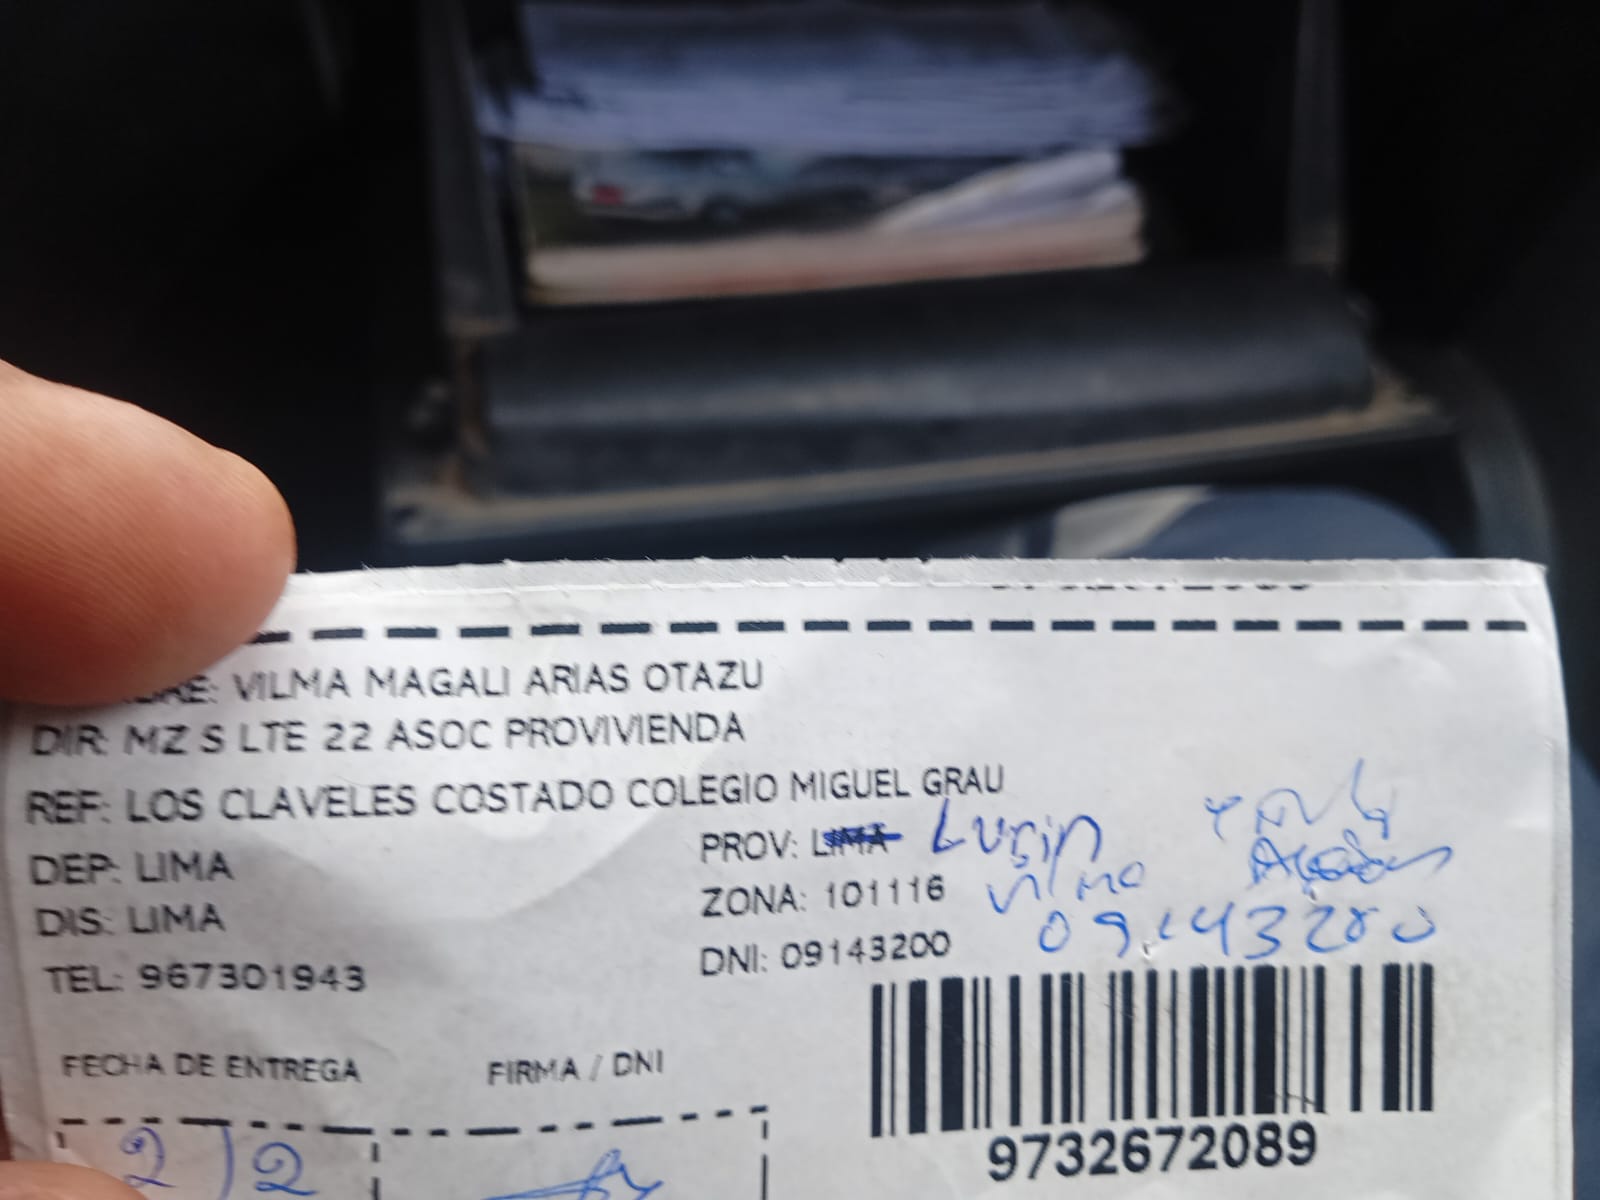 VILMA MAGALI ARIAS OTAZU
DIR: MZ S LTE 22 ASOC PROVIVIENDA
REF: LOS CLAVELES COSTADO COLEGIO MIGUEL GRAU
DEP: LIMA
PROV: LIMA Lurin
DIS: LIMA
ZONA: 101116 Vilma
TEL: 967301943
DNI: 09143200 09143200
FECHA DE ENTREGA
FIRMA / DNI
2/2
9732672089